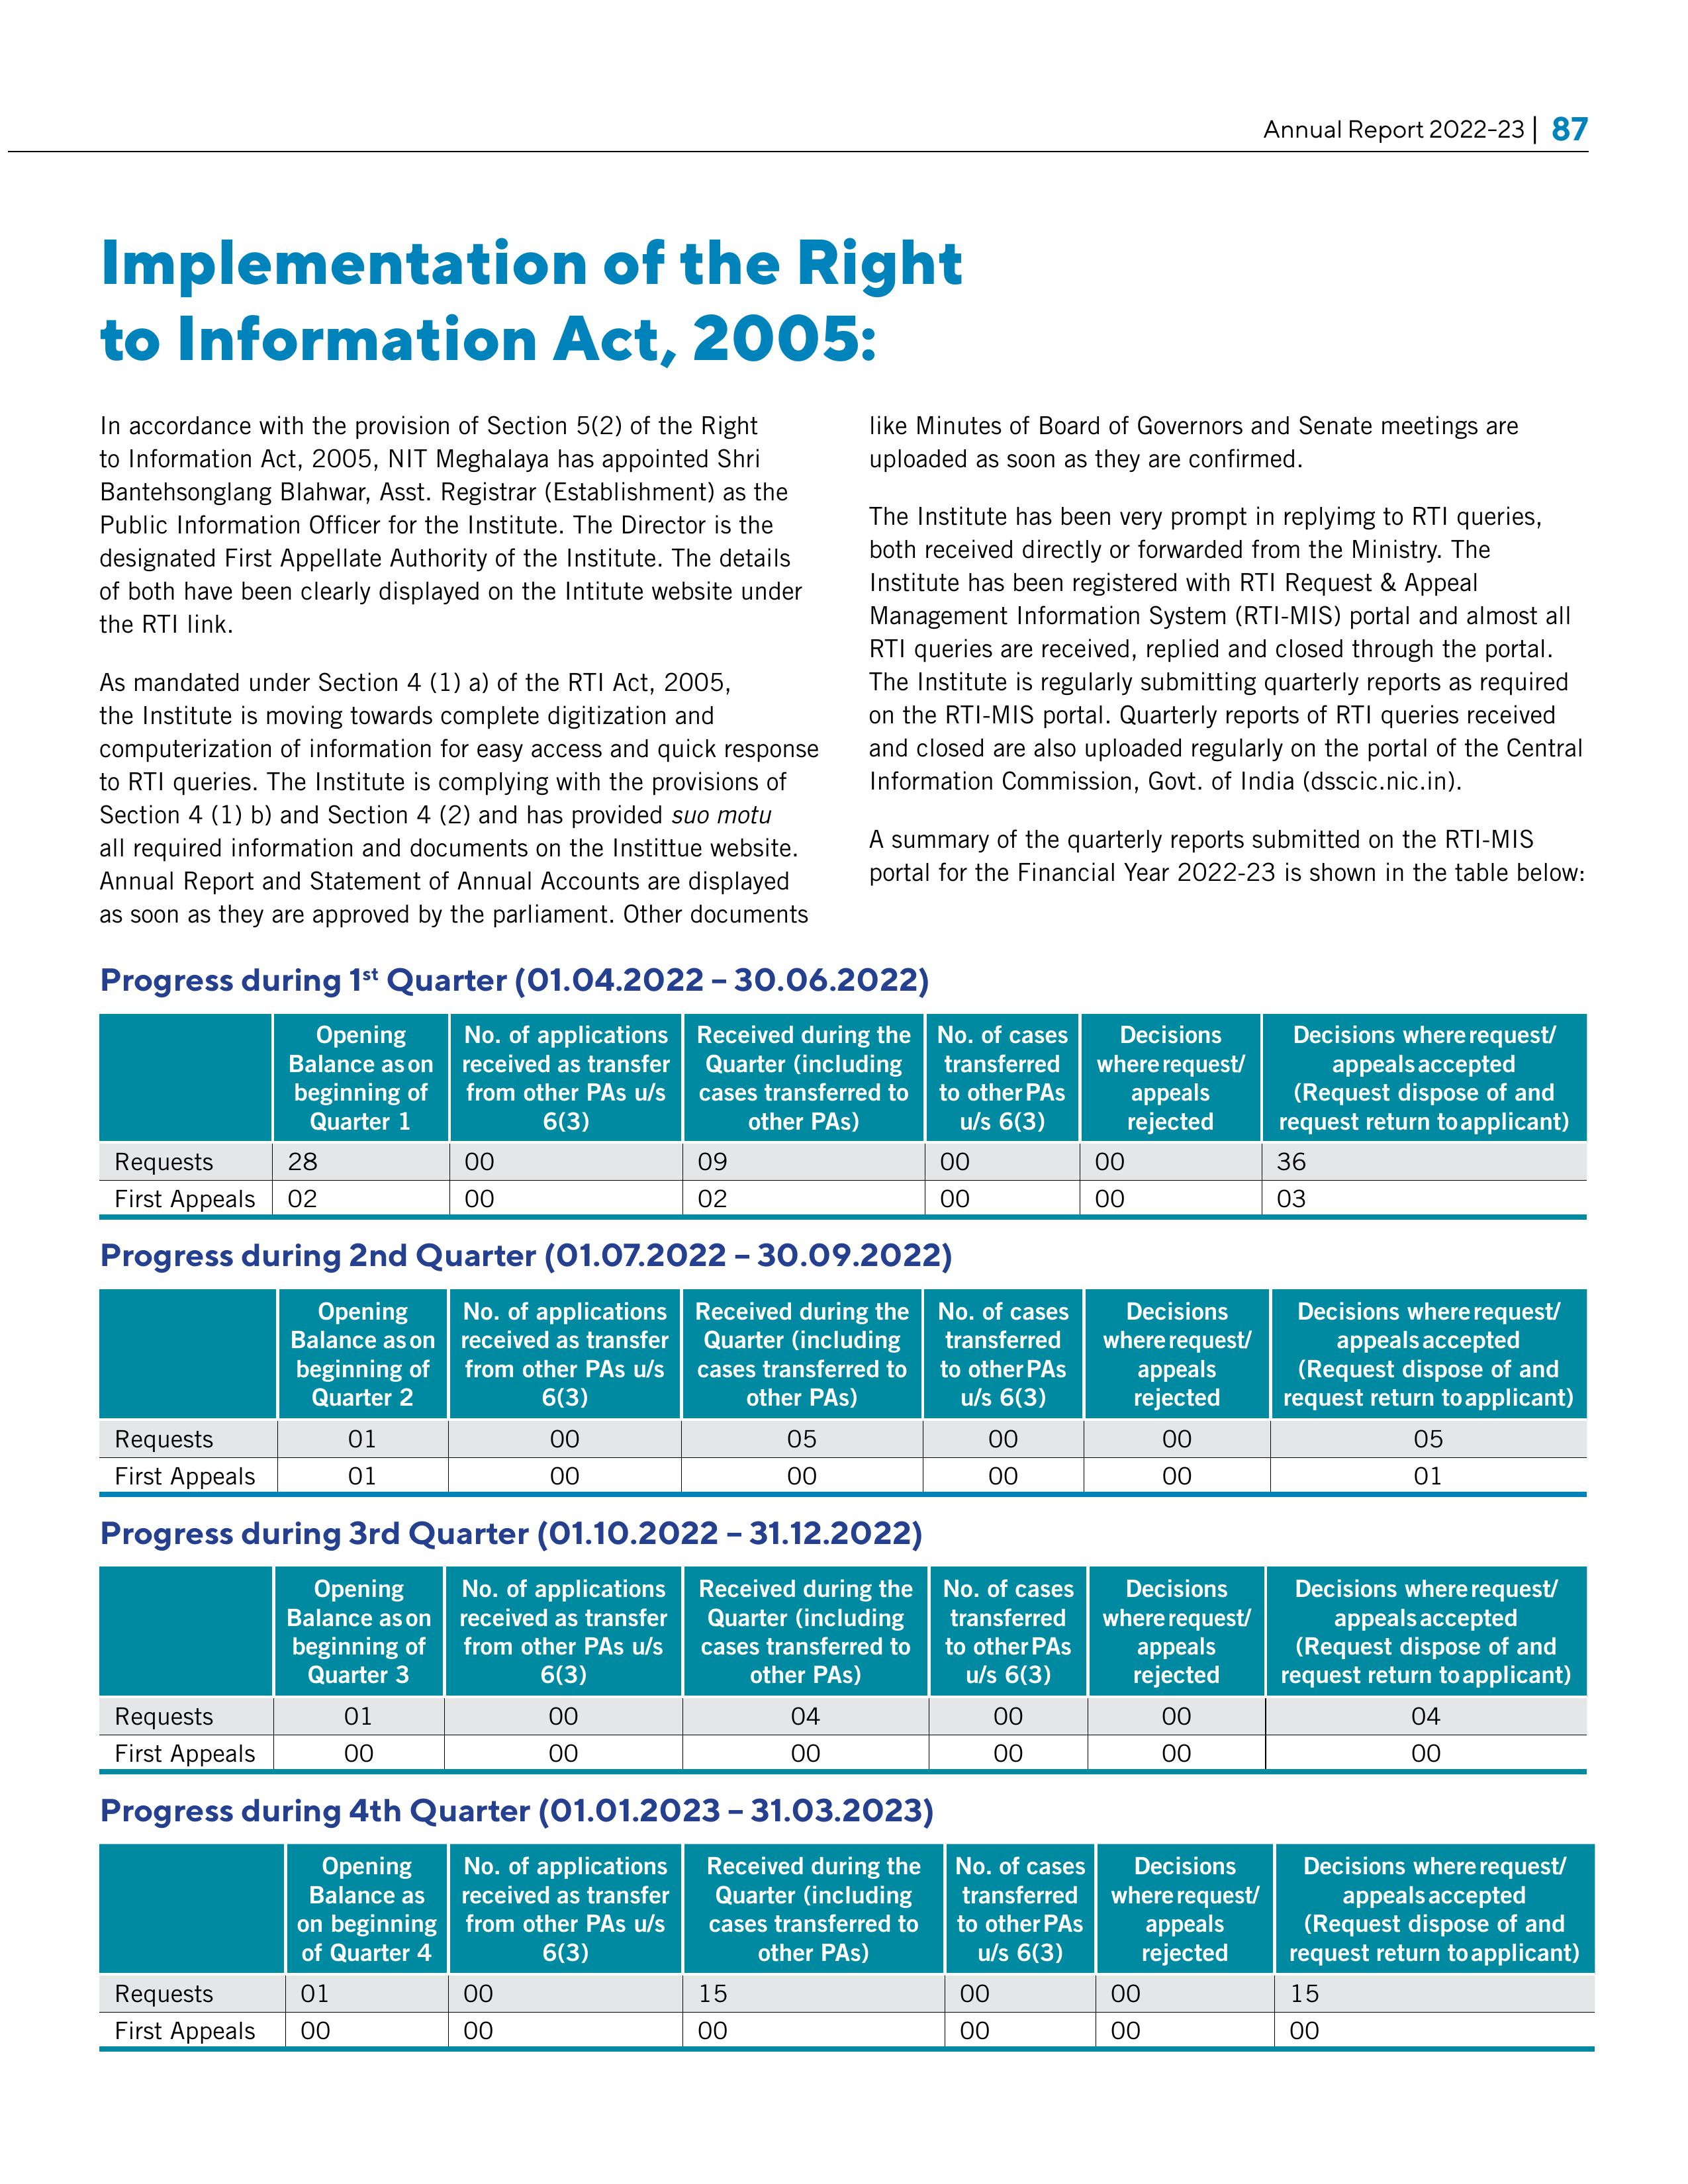 Annual Report 2022-23 | 87
Implementation of the Right
to Information Act, 2005:
In accordance with the provision of Section 5(2) of the Right
to Information Act, 2005, NIT Meghalaya has appointed Shri
Bantehsonglang Blahwar, Asst. Registrar (Establishment) as the
Public Information Officer for the Institute. The Director is the
designated First Appellate Authority of the Institute. The details
of both have been clearly displayed on the Intitute website under
the RTI link.
As mandated under Section 4 (1) a) of the RTI Act, 2005,
the Institute is moving towards complete digitization and
computerization of information for easy access and quick response
to RTI queries. The Institute is complying with the provisions of
Section 4 (1) b) and Section 4 (2) and has provided suo motu
all required information and documents on the Instittue website.
Annual Report and Statement of Annual Accounts are displayed
as soon as they are approved by the parliament. Other documents
like Minutes of Board of Governors and Senate meetings are
uploaded as soon as they are confirmed.
The Institute has been very prompt in replyimg to RTI queries,
both received directly or forwarded from the Ministry. The
Institute has been registered with RTI Request & Appeal
Management Information System (RTI-MIS) portal and almost all
RTI queries are received, replied and closed through the portal.
The Institute is regularly submitting quarterly reports as required
on the RTI-MIS portal. Quarterly reports of RTI queries received
and closed are also uploaded regularly on the portal of the Central
Information Commission, Govt. of India (dsscic.nic.in).
A summary of the quarterly reports submitted on the RTI-MIS
portal for the Financial Year 2022-23 is shown in the table below:
Progress during 1st Quarter (01.04.2022 – 30.06.2022)
Opening No. of applications Received during the No. of cases Decisions Decisions where request/
Balance as on received as transfer Quarter (including transferred where request/ appeals accepted
beginning of from other PAs u/s cases transferred to to other PAs appeals (Request dispose of and
Quarter 1 6(3) other PAs) u/s 6(3) rejected request return to applicant)
Requests 28 00 09 00 00 36
First Appeals 02 00 02 00 00 03
Progress during 2nd Quarter (01.07.2022 – 30.09.2022)
Opening No. of applications Received during the No. of cases Decisions Decisions where request/
Balance as on received as transfer Quarter (including transferred where request/ appeals accepted
beginning of from other PAs u/s cases transferred to to other PAs appeals (Request dispose of and
Quarter 2 6(3) other PAs) u/s 6(3) rejected request return to applicant)
Requests 01 00 05 00 00 05
First Appeals 01 00 00 00 00 01
Progress during 3rd Quarter (01.10.2022 – 31.12.2022)
Opening No. of applications Received during the No. of cases Decisions Decisions where request/
Balance as on received as transfer Quarter (including transferred where request/ appeals accepted
beginning of from other PAs u/s cases transferred to to other PAs appeals (Request dispose of and
Quarter 3 6(3) other PAs) u/s 6(3) rejected request return to applicant)
Requests 01 00 04 00 00 04
First Appeals 00 00 00 00 00 00
Progress during 4th Quarter (01.01.2023 – 31.03.2023)
Opening No. of applications Received during the No. of cases Decisions Decisions where request/
Balance as received as transfer Quarter (including transferred where request/ appeals accepted
on beginning from other PAs u/s cases transferred to to other PAs appeals (Request dispose of and
of Quarter 4 6(3) other PAs) u/s 6(3) rejected request return to applicant)
Requests 01 00 15 00 00 15
First Appeals 00 00 00 00 00 00